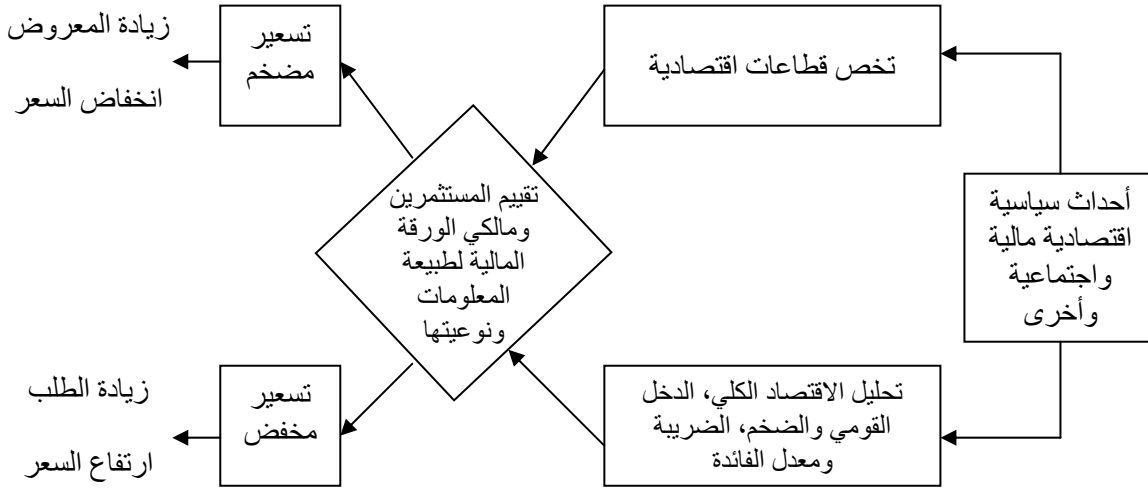 أحداث سياسية
اقتصادية مالية
واجتماعية
وأخرى
تخص قطاعات اقتصادية
تحليل الاقتصاد الكلي، الدخل
القومي والضخم، الضريبة
ومعدل الفائدة
تقييم المستثمرين
ومالكي الورقة
المالية لطبيعة
المعلومات
ونوعيتها
تسعير
مضخم
زيادة المعروض
انخفاض السعر
تسعير
مخفض
زيادة الطلب
ارتفاع السعر